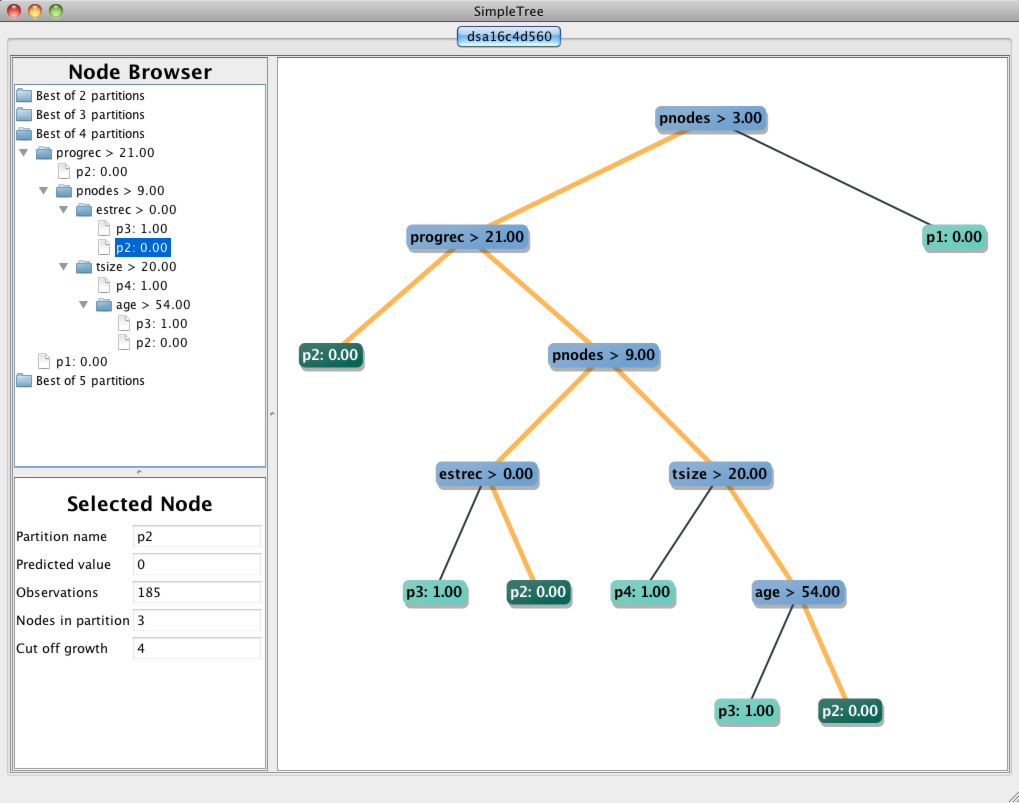 SimpleTree
dsa16c4d560
Node Browser
Best of 2 partitions
Best of 3 partitions
Best of 4 partitions
progrec > 21.00
p2: 0.00
pnodes > 9.00
estrec > 0.00
p3: 1.00
p2: 0.00
tsize > 20.00
p4: 1.00
age > 54.00
p3: 1.00
p2: 0.00
p1: 0.00
Best of 5 partitions
Selected Node
Partition name p2
Predicted value 0
Observations 185
Nodes in partition 3
Cut off growth 4
pnodes > 3.00
progrec > 21.00
p1: 0.00
p2: 0.00
pnodes > 9.00
estrec > 0.00
tsize > 20.00
p3: 1.00
p2: 0.00
p4: 1.00
age > 54.00
p3: 1.00
p2: 0.00